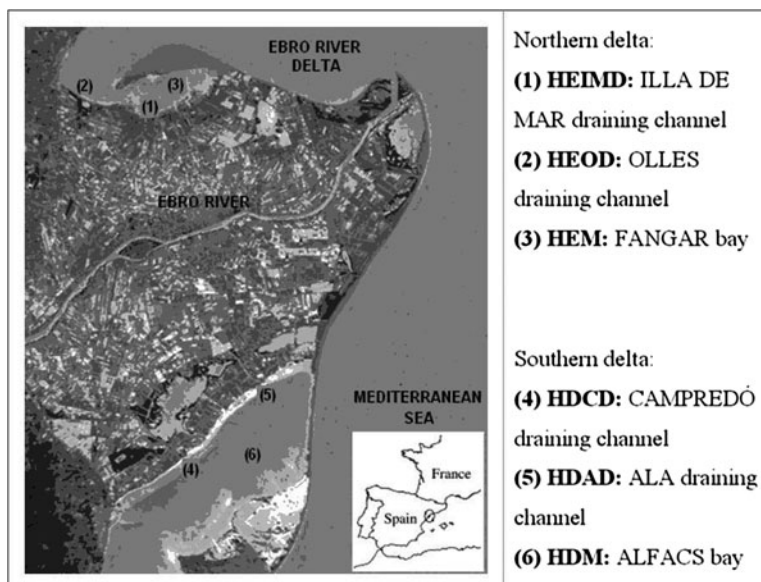 EBRO RIVER
DELTA
(2)
(3)
(1)
EBRO RIVER
(5)
MEDITERRANEAN
SEA
(4)
(6)
France
Spain
Northern delta:
(1) HEIMD: ILLA DE
MAR draining channel
(2) HEOD: OLLES
draining channel
(3) HEM: FANGAR bay
Southern delta:
(4) HDCD: CAMPREDÓ
draining channel
(5) HDAD: ALA draining
channel
(6) HDM: ALFACS bay